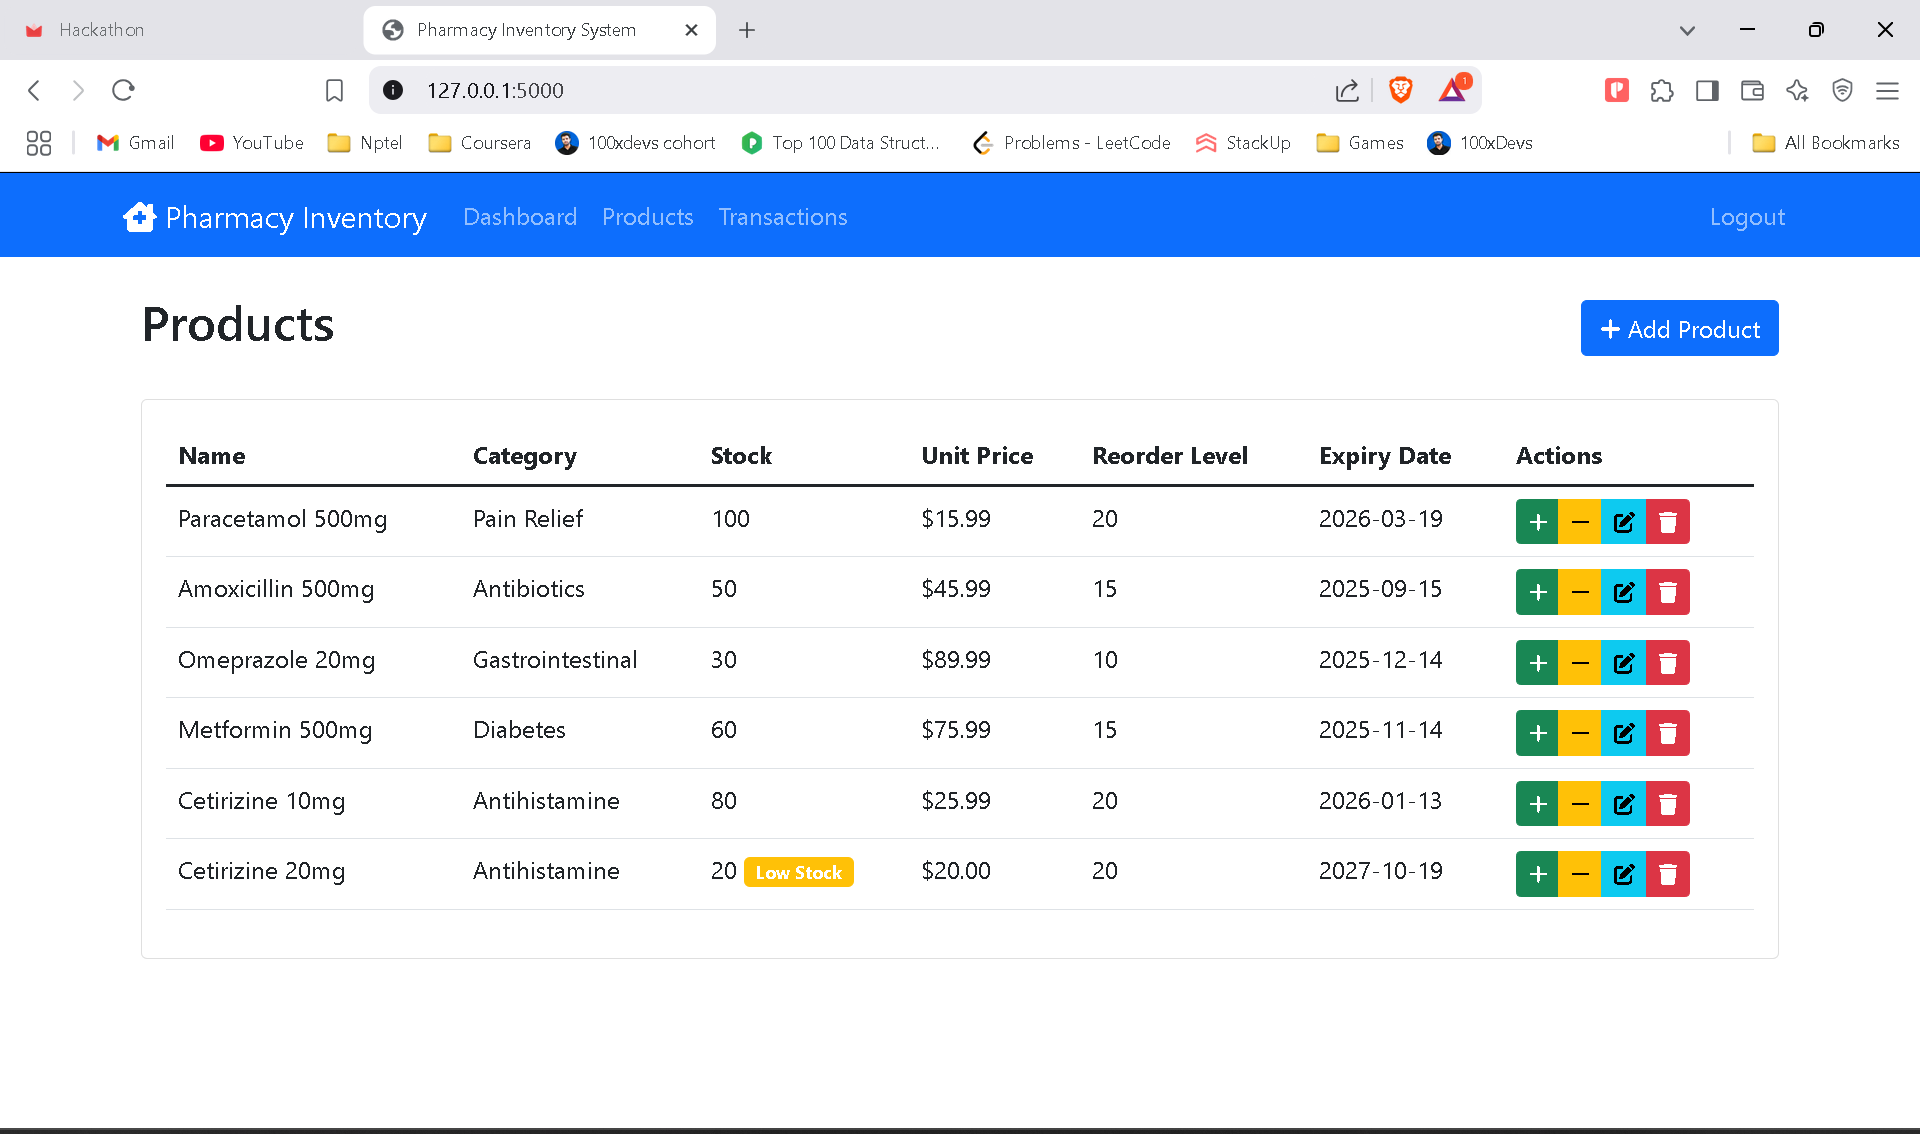 Hackathon
Pharmacy Inventory System
127.0.0.1:5000
1
Gmail YouTube Nptel Coursera 100xdevs cohort Top 100 Data Struct... Problems - LeetCode StackUp Games 100xDevs All Bookmarks
Pharmacy Inventory Dashboard Products Transactions Logout
Products
+ Add Product
Name Category Stock Unit Price Reorder Level Expiry Date Actions
Paracetamol 500mg Pain Relief 100 $15.99 20 2026-03-19
Amoxicillin 500mg Antibiotics 50 $45.99 15 2025-09-15
Omeprazole 20mg Gastrointestinal 30 $89.99 10 2025-12-14
Metformin 500mg Diabetes 60 $75.99 15 2025-11-14
Cetirizine 10mg Antihistamine 80 $25.99 20 2026-01-13
Cetirizine 20mg Antihistamine 20 Low Stock $20.00 20 2027-10-19